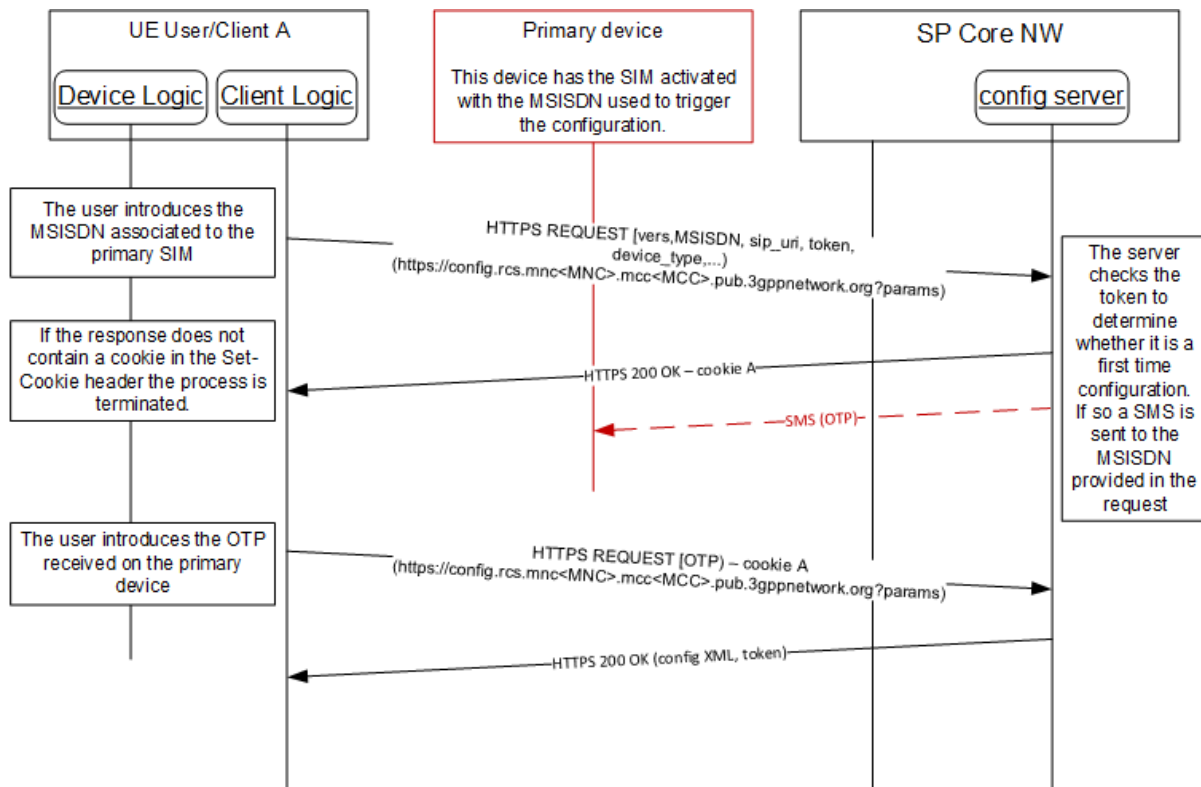 UE User/Client A
Device Logic
Client Logic
Primary device
This device has the SIM activated
with the MSISDN used to trigger
the configuration.
SP Core NW
config server
The user introduces the
MSISDN associated to the
primary SIM
HTTPS REQUEST [vers,MSISDN, sip_uri, token,
device_type,...)
(https://config.rcs.mnc<MNC>.mcc<MCC>.pub.3gppnetwork.org?params)
The server
checks the
token to
determine
whether it is a
first time
configuration.
If so a SMS is
sent to the
MSISDN
provided in the
request
If the response does not
contain a cookie in the Set-
Cookie header the process is
terminated.
HTTPS 200 OK – cookie A
SMS (OTP)
The user introduces the OTP
received on the primary
device
HTTPS REQUEST [OTP) – cookie A
(https://config.rcs.mnc<MNC>.mcc<MCC>.pub.3gppnetwork.org?params)
HTTPS 200 OK (config XML, token)